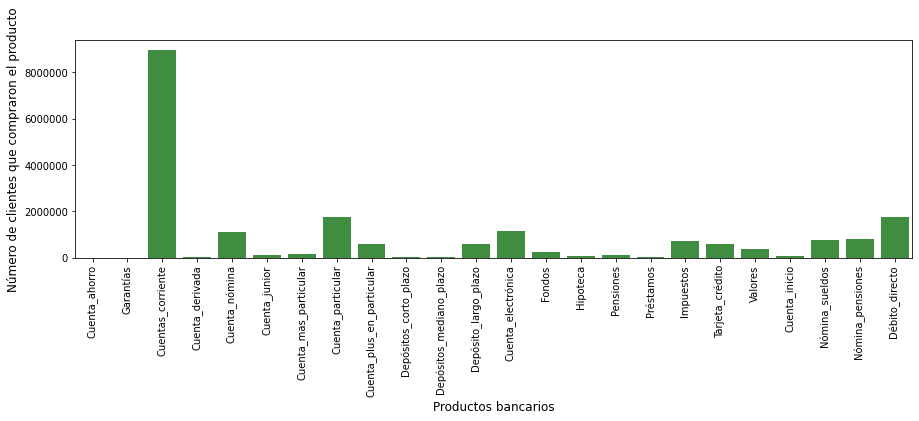 Número de clientes que compraron el producto
8000000
6000000
4000000
2000000
0
Cuenta_ahorro
Garantías
Cuentas_corriente
Cuenta_derivada
Cuenta_nómina
Cuenta_junior
Cuenta_mas_particular
Cuenta_particular
Cuenta_plus_en_particular
Depósitos_corto_plazo
Depósitos_mediano_plazo
Depósito_largo_plazo
Cuenta_electrónica
Fondos
Hipoteca
Pensiones
Préstamos
Impuestos
Tarjeta_crédito
Valores
Cuenta_inicio
Nómina_sueldos
Nómina_pensiones
Débito_directo
Productos bancarios